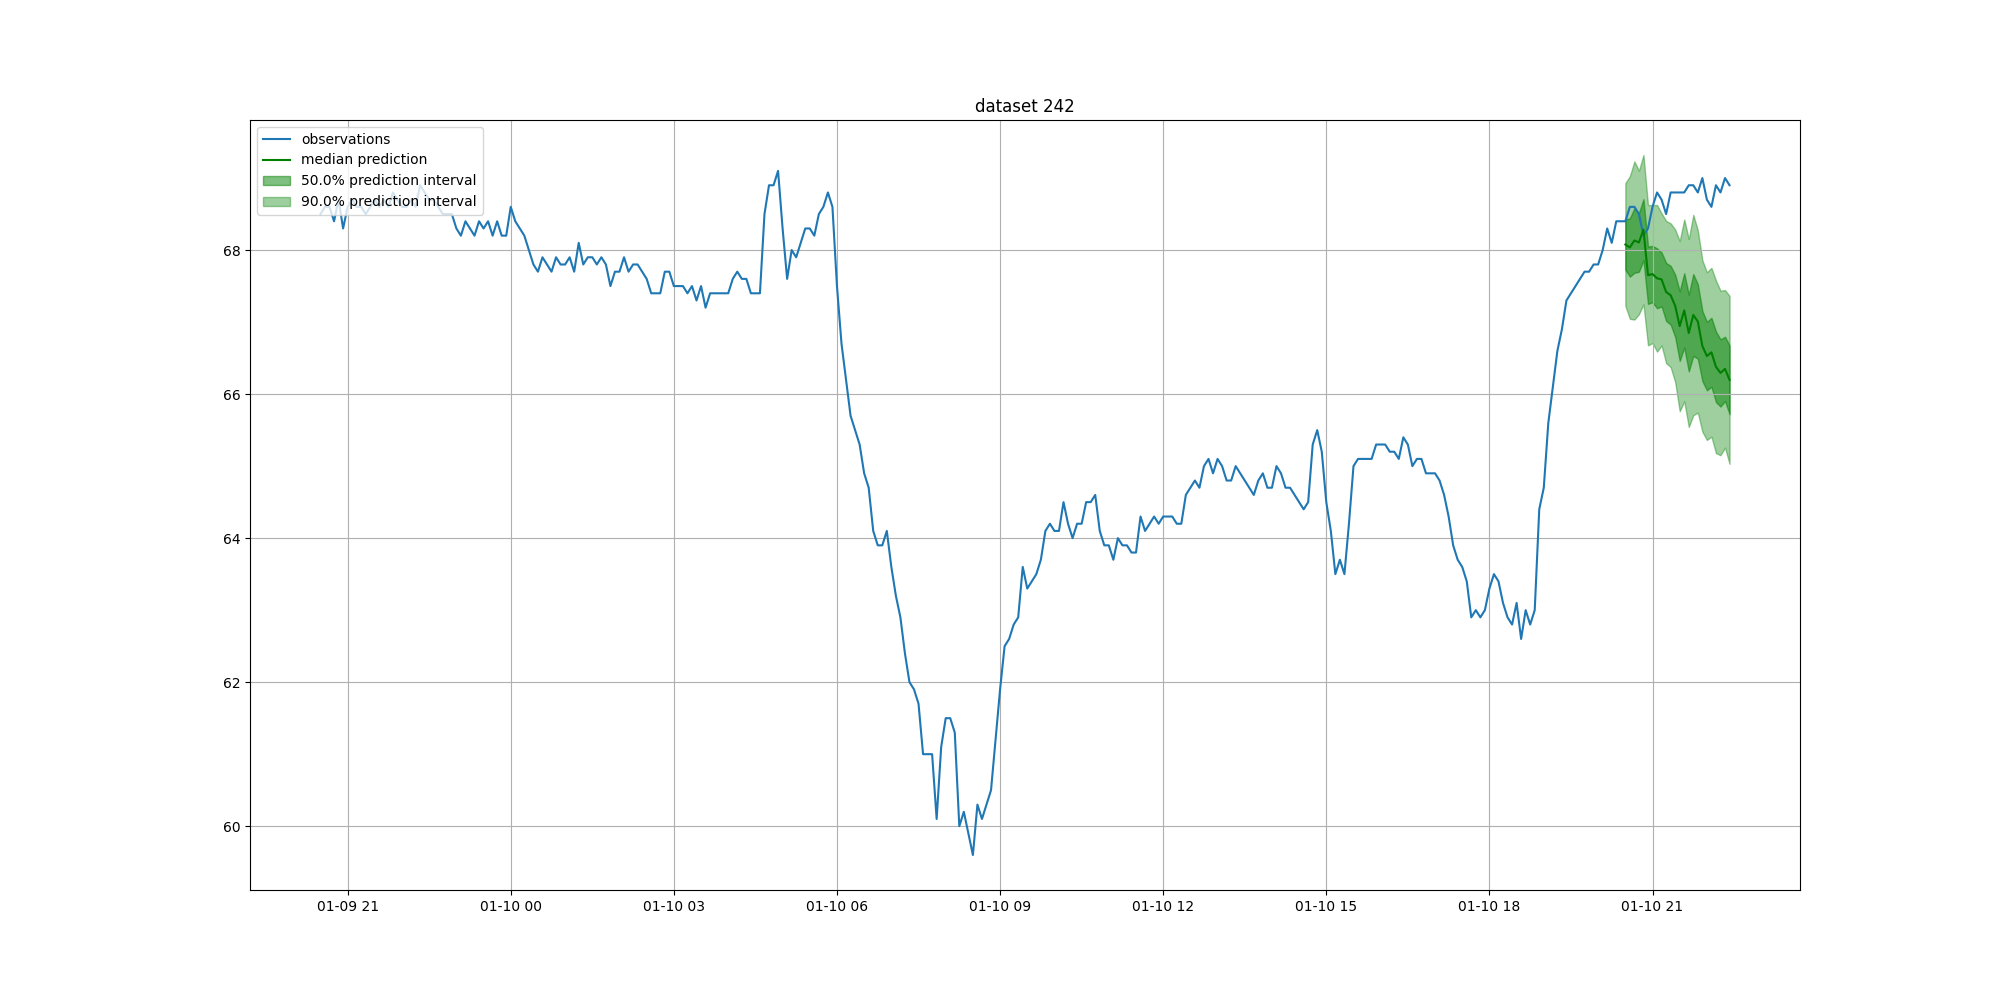 dataset 242
observations
median prediction
50.0% prediction interval
90.0% prediction interval
68
66
64
62
60
01-09 21
01-10 00
01-10 03
01-10 06
01-10 09
01-10 12
01-10 15
01-10 18
01-10 21